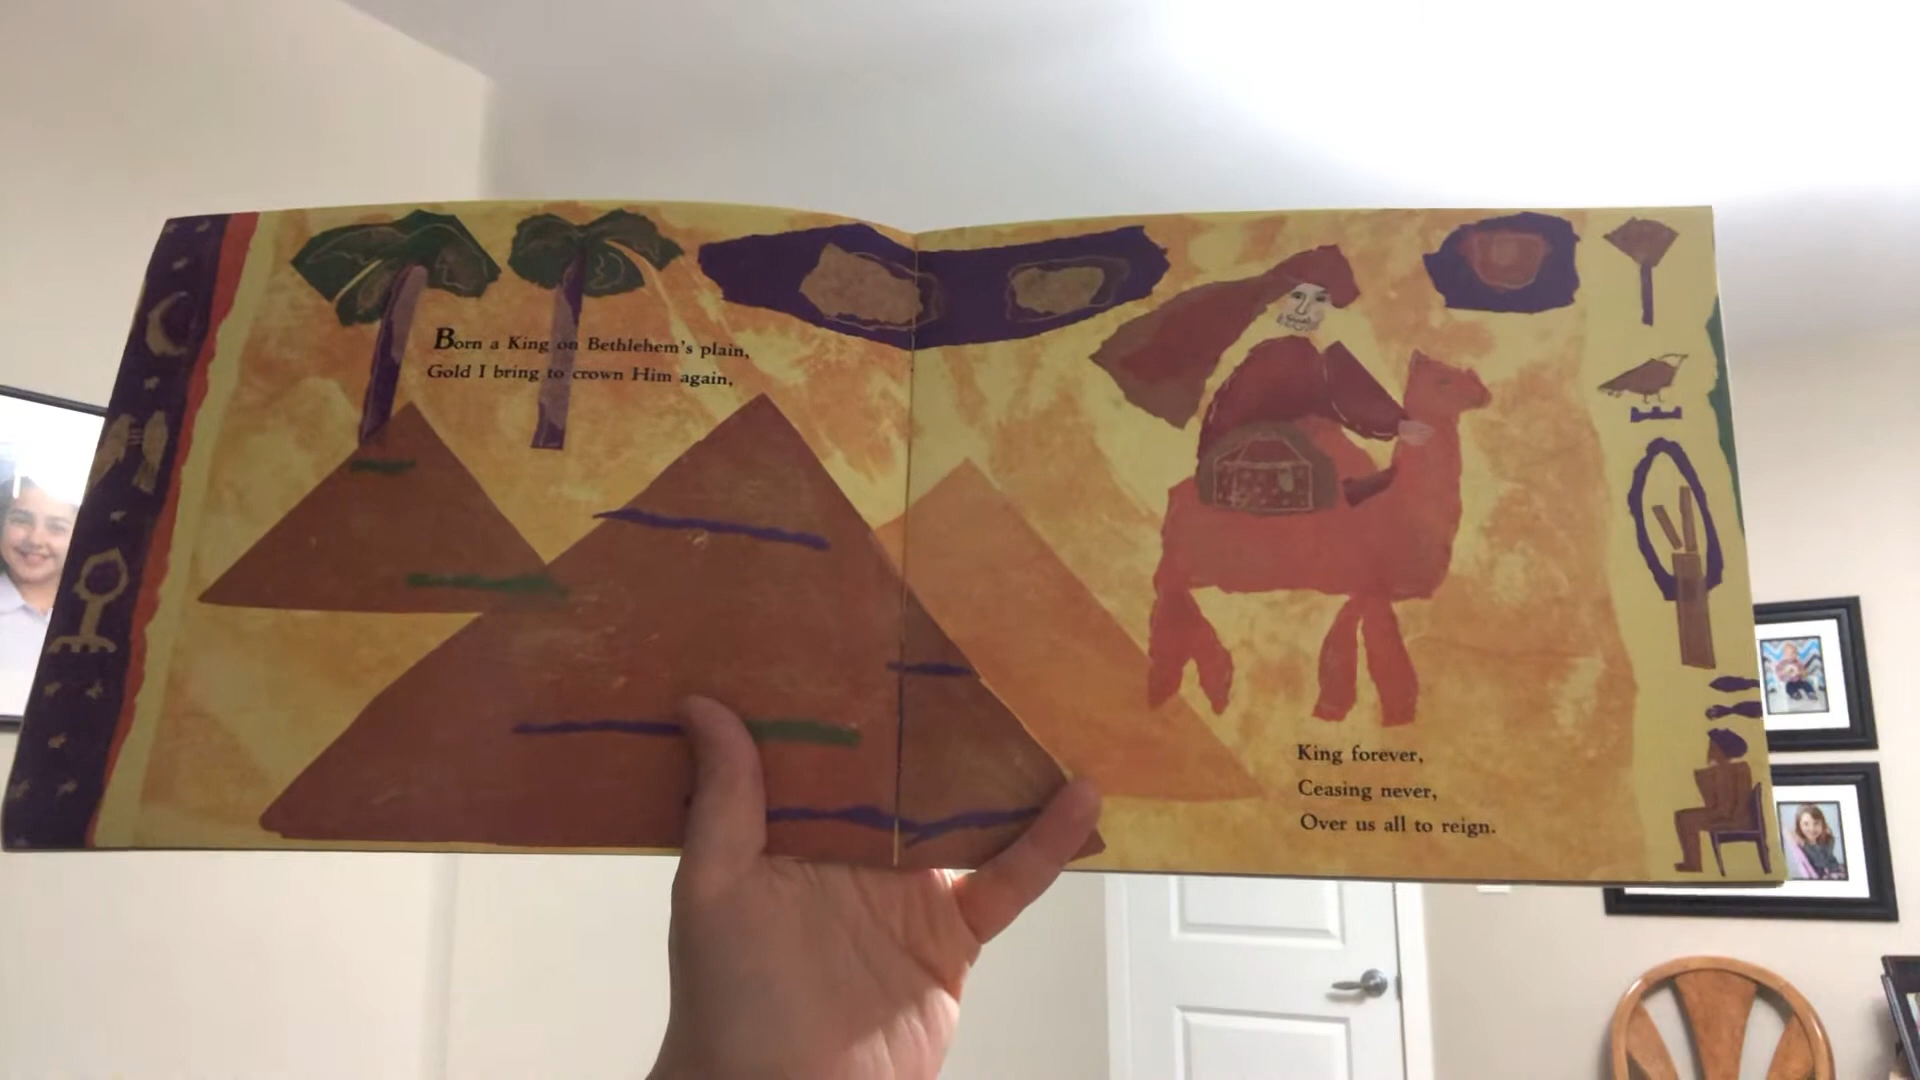 Born a King on Bethlehem's plain,
Gold I bring to crown Him again,
King forever,
Ceasing never,
Over us all to reign.